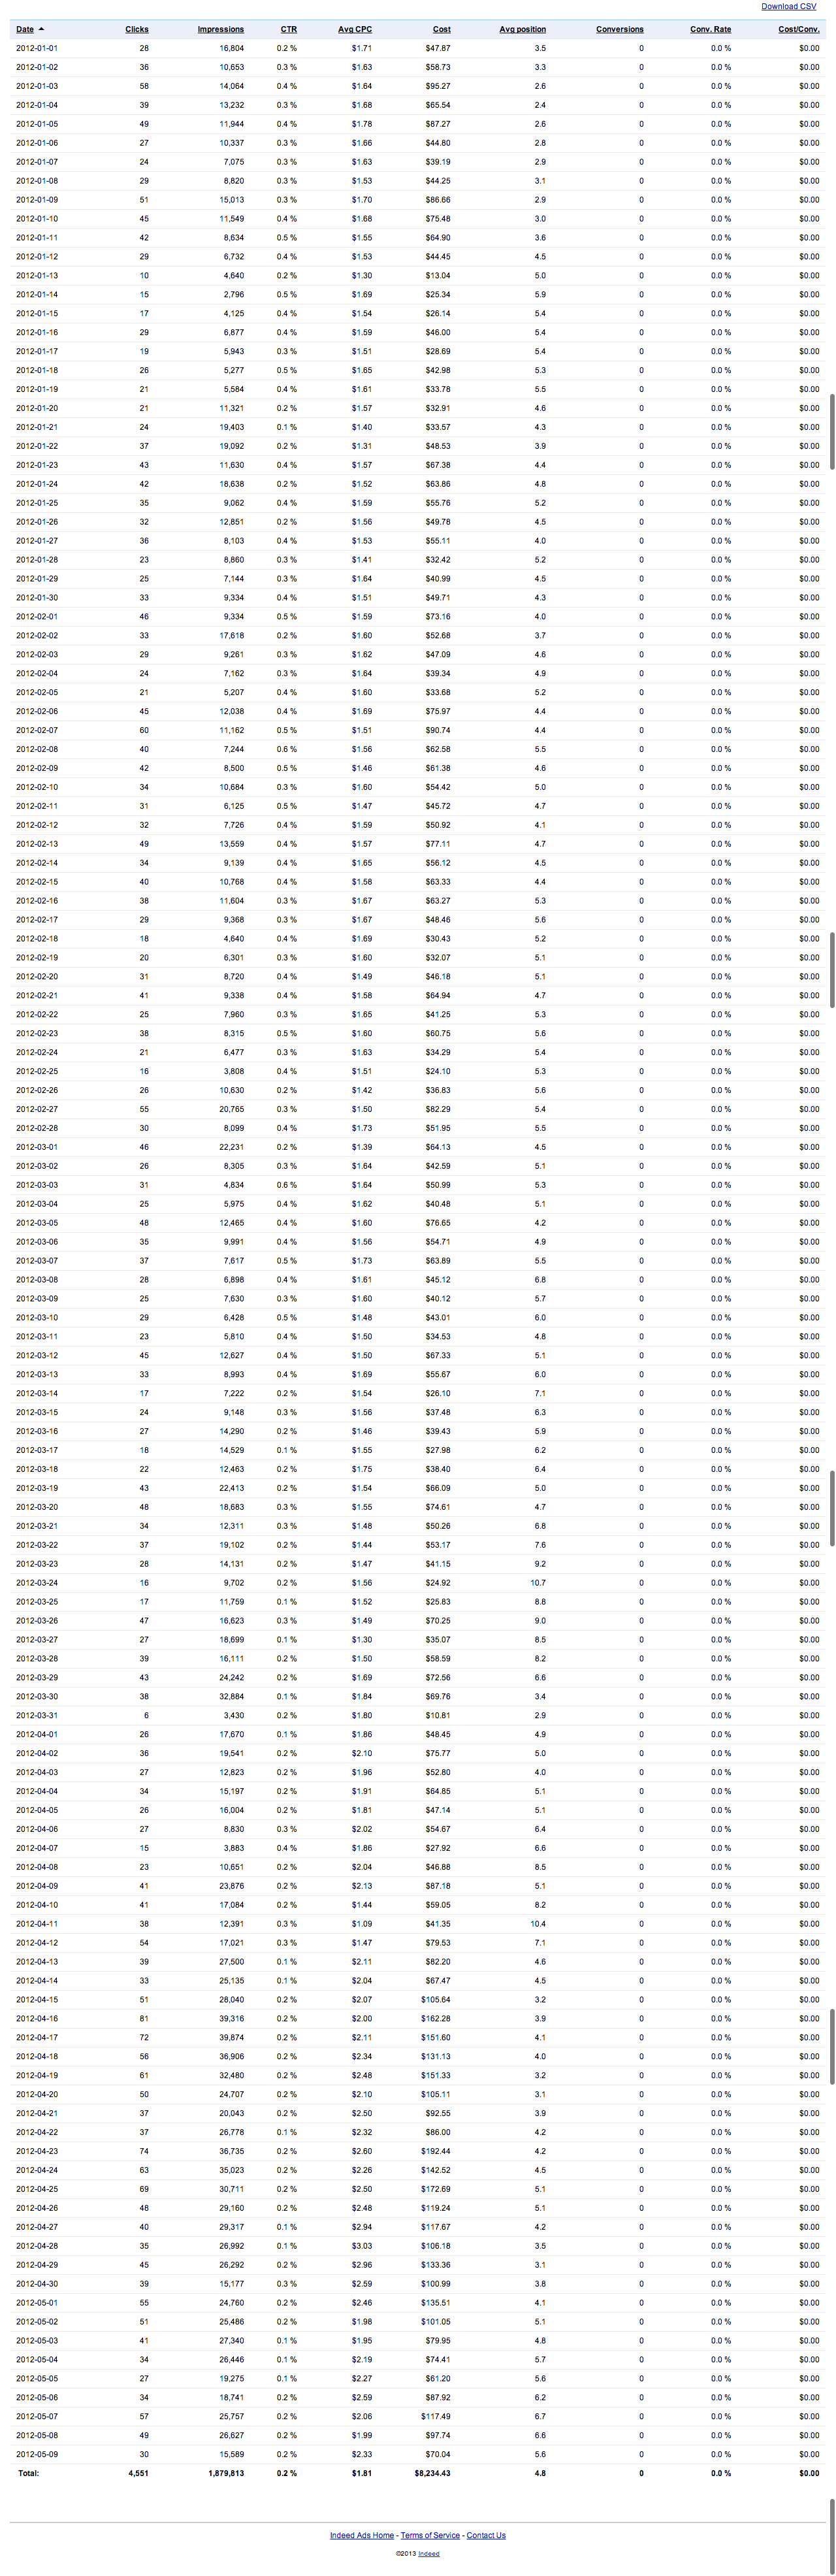 Download CSV
Date Clicks Impressions CTR Avg CPC Cost Avg position Conversions Conv. Rate Cost/Conv.
2012-01-01 28 16,804 0.2 % $1.71 $47.87 3.5 0 0.0 % $0.00
2012-01-02 36 10,653 0.3 % $1.63 $58.73 3.3 0 0.0 % $0.00
2012-01-03 58 14,064 0.4 % $1.64 $95.27 2.6 0 0.0 % $0.00
2012-01-04 39 13,232 0.3 % $1.68 $65.54 2.4 0 0.0 % $0.00
2012-01-05 49 11,944 0.4 % $1.78 $87.27 2.6 0 0.0 % $0.00
2012-01-06 27 10,337 0.3 % $1.66 $44.80 2.8 0 0.0 % $0.00
2012-01-07 24 7,075 0.3 % $1.63 $39.19 2.9 0 0.0 % $0.00
2012-01-08 29 8,820 0.3 % $1.53 $44.25 3.1 0 0.0 % $0.00
2012-01-09 51 15,013 0.3 % $1.70 $86.66 2.9 0 0.0 % $0.00
2012-01-10 45 11,549 0.4 % $1.68 $75.48 3.0 0 0.0 % $0.00
2012-01-11 42 8,634 0.5 % $1.55 $64.90 3.6 0 0.0 % $0.00
2012-01-12 29 6,732 0.4 % $1.53 $44.45 4.5 0 0.0 % $0.00
2012-01-13 10 4,640 0.2 % $1.30 $13.04 5.0 0 0.0 % $0.00
2012-01-14 15 2,796 0.5 % $1.69 $25.34 5.9 0 0.0 % $0.00
2012-01-15 17 4,125 0.4 % $1.54 $26.14 5.4 0 0.0 % $0.00
2012-01-16 29 6,877 0.4 % $1.59 $46.00 5.4 0 0.0 % $0.00
2012-01-17 19 5,943 0.3 % $1.51 $28.69 5.4 0 0.0 % $0.00
2012-01-18 26 5,277 0.5 % $1.65 $42.98 5.3 0 0.0 % $0.00
2012-01-19 21 5,584 0.4 % $1.61 $33.78 5.5 0 0.0 % $0.00
2012-01-20 21 11,321 0.2 % $1.57 $32.91 4.6 0 0.0 % $0.00
2012-01-21 24 19,403 0.1 % $1.40 $33.57 4.3 0 0.0 % $0.00
2012-01-22 37 19,092 0.2 % $1.31 $48.53 3.9 0 0.0 % $0.00
2012-01-23 43 11,630 0.4 % $1.57 $67.38 4.4 0 0.0 % $0.00
2012-01-24 42 18,638 0.2 % $1.52 $63.86 4.8 0 0.0 % $0.00
2012-01-25 35 9,062 0.4 % $1.59 $55.76 5.2 0 0.0 % $0.00
2012-01-26 32 12,851 0.2 % $1.56 $49.78 4.5 0 0.0 % $0.00
2012-01-27 36 8,103 0.4 % $1.53 $55.11 4.0 0 0.0 % $0.00
2012-01-28 23 8,860 0.3 % $1.41 $32.42 5.2 0 0.0 % $0.00
2012-01-29 25 7,144 0.3 % $1.64 $40.99 4.5 0 0.0 % $0.00
2012-01-30 33 9,334 0.4 % $1.51 $49.71 4.3 0 0.0 % $0.00
2012-02-01 46 9,334 0.5 % $1.59 $73.16 4.0 0 0.0 % $0.00
2012-02-02 33 17,618 0.2 % $1.60 $52.68 3.7 0 0.0 % $0.00
2012-02-03 29 9,261 0.3 % $1.62 $47.09 4.6 0 0.0 % $0.00
2012-02-04 24 7,162 0.3 % $1.64 $39.34 4.9 0 0.0 % $0.00
2012-02-05 21 5,207 0.4 % $1.60 $33.68 5.2 0 0.0 % $0.00
2012-02-06 45 12,038 0.4 % $1.69 $75.97 4.4 0 0.0 % $0.00
2012-02-07 60 11,162 0.5 % $1.51 $90.74 4.4 0 0.0 % $0.00
2012-02-08 40 7,244 0.6 % $1.56 $62.58 5.5 0 0.0 % $0.00
2012-02-09 42 8,500 0.5 % $1.46 $61.38 4.6 0 0.0 % $0.00
2012-02-10 34 10,684 0.3 % $1.60 $54.42 5.0 0 0.0 % $0.00
2012-02-11 31 6,125 0.5 % $1.47 $45.72 4.7 0 0.0 % $0.00
2012-02-12 32 7,726 0.4 % $1.59 $50.92 4.1 0 0.0 % $0.00
2012-02-13 49 13,559 0.4 % $1.57 $77.11 4.7 0 0.0 % $0.00
2012-02-14 34 9,139 0.4 % $1.65 $56.12 4.5 0 0.0 % $0.00
2012-02-15 40 10,768 0.4 % $1.58 $63.33 4.4 0 0.0 % $0.00
2012-02-16 38 11,604 0.3 % $1.67 $63.27 5.3 0 0.0 % $0.00
2012-02-17 29 9,368 0.3 % $1.67 $48.46 5.6 0 0.0 % $0.00
2012-02-18 18 4,640 0.4 % $1.69 $30.43 5.2 0 0.0 % $0.00
2012-02-19 20 6,301 0.3 % $1.60 $32.07 5.1 0 0.0 % $0.00
2012-02-20 31 8,720 0.4 % $1.49 $46.18 5.1 0 0.0 % $0.00
2012-02-21 41 9,338 0.4 % $1.58 $64.94 4.7 0 0.0 % $0.00
2012-02-22 25 7,960 0.3 % $1.65 $41.25 5.3 0 0.0 % $0.00
2012-02-23 38 8,315 0.5 % $1.60 $60.75 5.6 0 0.0 % $0.00
2012-02-24 21 6,477 0.3 % $1.63 $34.29 5.4 0 0.0 % $0.00
2012-02-25 16 3,808 0.4 % $1.51 $24.10 5.3 0 0.0 % $0.00
2012-02-26 26 10,630 0.2 % $1.42 $36.83 5.6 0 0.0 % $0.00
2012-02-27 55 20,765 0.3 % $1.50 $82.29 5.4 0 0.0 % $0.00
2012-02-28 30 8,099 0.4 % $1.73 $51.95 5.5 0 0.0 % $0.00
2012-03-01 46 22,231 0.2 % $1.39 $64.13 4.5 0 0.0 % $0.00
2012-03-02 26 8,305 0.3 % $1.64 $42.59 5.1 0 0.0 % $0.00
2012-03-03 31 4,834 0.6 % $1.64 $50.99 5.3 0 0.0 % $0.00
2012-03-04 25 5,975 0.4 % $1.62 $40.48 5.1 0 0.0 % $0.00
2012-03-05 48 12,465 0.4 % $1.60 $76.65 4.2 0 0.0 % $0.00
2012-03-06 35 9,991 0.4 % $1.56 $54.71 4.9 0 0.0 % $0.00
2012-03-07 37 7,617 0.5 % $1.73 $63.89 5.5 0 0.0 % $0.00
2012-03-08 28 6,898 0.4 % $1.61 $45.12 6.8 0 0.0 % $0.00
2012-03-09 25 7,630 0.3 % $1.60 $40.12 5.7 0 0.0 % $0.00
2012-03-10 29 6,428 0.5 % $1.48 $43.01 6.0 0 0.0 % $0.00
2012-03-11 23 5,810 0.4 % $1.50 $34.53 4.8 0 0.0 % $0.00
2012-03-12 45 12,627 0.4 % $1.50 $67.33 5.1 0 0.0 % $0.00
2012-03-13 33 8,993 0.4 % $1.69 $55.67 6.0 0 0.0 % $0.00
2012-03-14 17 7,222 0.2 % $1.54 $26.10 7.1 0 0.0 % $0.00
2012-03-15 24 9,148 0.3 % $1.56 $37.48 6.3 0 0.0 % $0.00
2012-03-16 27 14,290 0.2 % $1.46 $39.43 5.9 0 0.0 % $0.00
2012-03-17 18 14,529 0.1 % $1.55 $27.98 6.2 0 0.0 % $0.00
2012-03-18 22 12,463 0.2 % $1.75 $38.40 6.4 0 0.0 % $0.00
2012-03-19 43 22,413 0.2 % $1.54 $66.09 5.0 0 0.0 % $0.00
2012-03-20 48 18,683 0.3 % $1.55 $74.61 4.7 0 0.0 % $0.00
2012-03-21 34 12,311 0.3 % $1.48 $50.26 6.8 0 0.0 % $0.00
2012-03-22 37 19,102 0.2 % $1.44 $53.17 7.6 0 0.0 % $0.00
2012-03-23 28 14,131 0.2 % $1.47 $41.15 9.2 0 0.0 % $0.00
2012-03-24 16 9,702 0.2 % $1.56 $24.92 10.7 0 0.0 % $0.00
2012-03-25 17 11,759 0.1 % $1.52 $25.83 8.8 0 0.0 % $0.00
2012-03-26 47 16,623 0.3 % $1.49 $70.25 9.0 0 0.0 % $0.00
2012-03-27 27 18,699 0.1 % $1.30 $35.07 8.5 0 0.0 % $0.00
2012-03-28 39 16,111 0.2 % $1.50 $58.59 8.2 0 0.0 % $0.00
2012-03-29 43 24,242 0.2 % $1.69 $72.56 6.6 0 0.0 % $0.00
2012-03-30 38 32,884 0.1 % $1.84 $69.76 3.4 0 0.0 % $0.00
2012-03-31 6 3,430 0.2 % $1.80 $10.81 2.9 0 0.0 % $0.00
2012-04-01 26 17,670 0.1 % $1.86 $48.45 4.9 0 0.0 % $0.00
2012-04-02 36 19,541 0.2 % $2.10 $75.77 5.0 0 0.0 % $0.00
2012-04-03 27 12,823 0.2 % $1.96 $52.80 4.0 0 0.0 % $0.00
2012-04-04 34 15,197 0.2 % $1.91 $64.85 5.1 0 0.0 % $0.00
2012-04-05 26 16,004 0.2 % $1.81 $47.14 5.1 0 0.0 % $0.00
2012-04-06 27 8,830 0.3 % $2.02 $54.67 6.4 0 0.0 % $0.00
2012-04-07 15 3,883 0.4 % $1.86 $27.92 6.6 0 0.0 % $0.00
2012-04-08 23 10,651 0.2 % $2.04 $46.88 8.5 0 0.0 % $0.00
2012-04-09 41 23,876 0.2 % $2.13 $87.18 5.1 0 0.0 % $0.00
2012-04-10 41 17,084 0.2 % $1.44 $59.05 8.2 0 0.0 % $0.00
2012-04-11 38 12,391 0.3 % $1.09 $41.35 10.4 0 0.0 % $0.00
2012-04-12 54 17,021 0.3 % $1.47 $79.53 7.1 0 0.0 % $0.00
2012-04-13 39 27,500 0.1 % $2.11 $82.20 4.6 0 0.0 % $0.00
2012-04-14 33 25,135 0.1 % $2.04 $67.47 4.5 0 0.0 % $0.00
2012-04-15 51 28,040 0.2 % $2.07 $105.64 3.2 0 0.0 % $0.00
2012-04-16 81 39,316 0.2 % $2.00 $162.28 3.9 0 0.0 % $0.00
2012-04-17 72 39,874 0.2 % $2.11 $151.60 4.1 0 0.0 % $0.00
2012-04-18 56 36,906 0.2 % $2.34 $131.13 4.0 0 0.0 % $0.00
2012-04-19 61 32,480 0.2 % $2.48 $151.33 3.2 0 0.0 % $0.00
2012-04-20 50 24,707 0.2 % $2.10 $105.11 3.1 0 0.0 % $0.00
2012-04-21 37 20,043 0.2 % $2.50 $92.55 3.9 0 0.0 % $0.00
2012-04-22 37 26,778 0.1 % $2.32 $86.00 4.2 0 0.0 % $0.00
2012-04-23 74 36,735 0.2 % $2.60 $192.44 4.2 0 0.0 % $0.00
2012-04-24 63 35,023 0.2 % $2.26 $142.52 4.5 0 0.0 % $0.00
2012-04-25 69 30,711 0.2 % $2.50 $172.69 5.1 0 0.0 % $0.00
2012-04-26 48 29,160 0.2 % $2.48 $119.24 5.1 0 0.0 % $0.00
2012-04-27 40 29,317 0.1 % $2.94 $117.67 4.2 0 0.0 % $0.00
2012-04-28 35 26,992 0.1 % $3.03 $106.18 3.5 0 0.0 % $0.00
2012-04-29 45 26,292 0.2 % $2.96 $133.36 3.1 0 0.0 % $0.00
2012-04-30 39 15,177 0.3 % $2.59 $100.99 3.8 0 0.0 % $0.00
2012-05-01 55 24,760 0.2 % $2.46 $135.51 4.1 0 0.0 % $0.00
2012-05-02 51 25,486 0.2 % $1.98 $101.05 5.1 0 0.0 % $0.00
2012-05-03 41 27,340 0.1 % $1.95 $79.95 4.8 0 0.0 % $0.00
2012-05-04 34 26,446 0.1 % $2.19 $74.41 5.7 0 0.0 % $0.00
2012-05-05 27 19,275 0.1 % $2.27 $61.20 5.6 0 0.0 % $0.00
2012-05-06 34 18,741 0.2 % $2.59 $87.92 6.2 0 0.0 % $0.00
2012-05-07 57 25,757 0.2 % $2.06 $117.49 6.7 0 0.0 % $0.00
2012-05-08 49 26,627 0.2 % $1.99 $97.74 6.6 0 0.0 % $0.00
2012-05-09 30 15,589 0.2 % $2.33 $70.04 5.6 0 0.0 % $0.00
Total: 4,551 1,879,813 0.2 % $1.81 $8,234.43 4.8 0 0.0 % $0.00
Indeed Ads Home - Terms of Service - Contact Us
©2013 Indeed